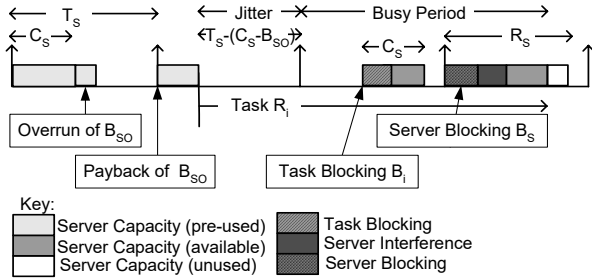 T_S
Jitter
Busy Period
C_S
T_S-(C_S-B_SO)
C_S
R_S
Task R_i
Overrun of B_SO
Server Blocking B_S
Payback of B_SO
Task Blocking B_i
Key:
Server Capacity (pre-used)
Server Capacity (available)
Server Capacity (unused)
Task Blocking
Server Interference
Server Blocking